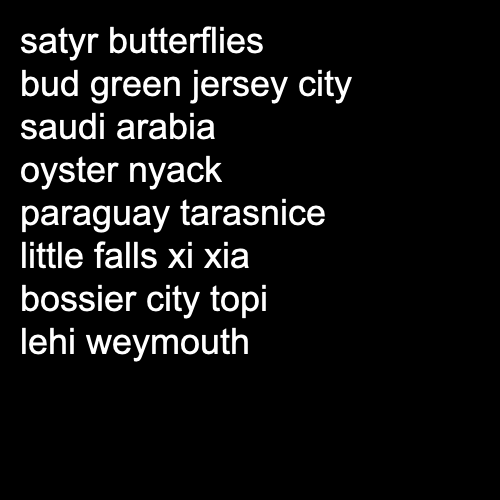 satyr butterflies
bud green jersey city
saudi arabia
oyster nyack
paraguay tarasnice
little falls xi xia
bossier city topi
lehi weymouth